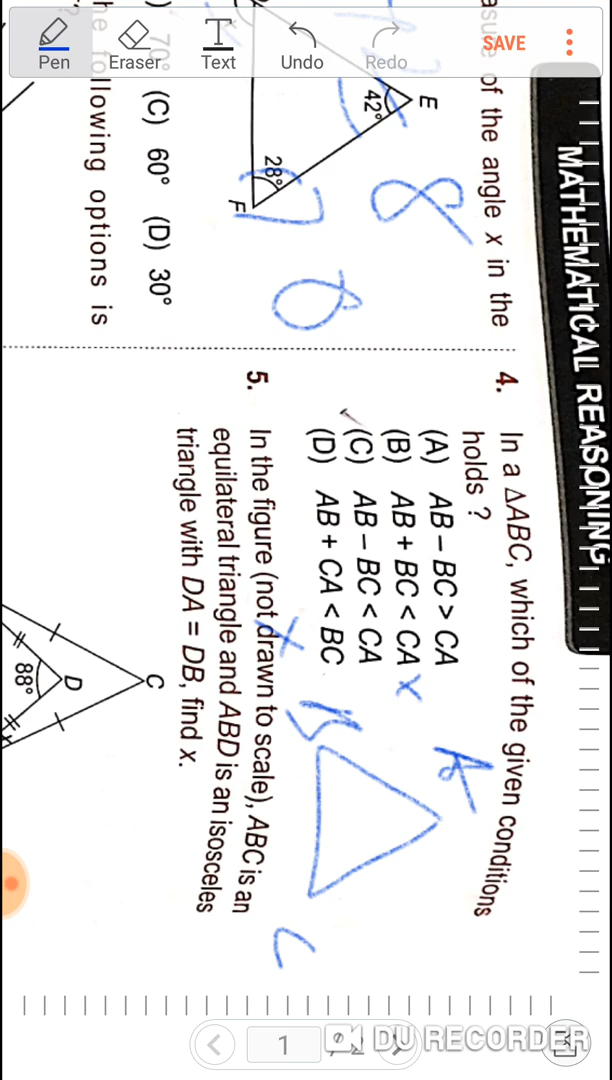 Pen
Eraser
Text
Undo
Redo
SAVE
MATHEMATICAL REASONING
of the angle x in the
E
42°
28°
F
8
70°
(C) 60° (D) 30°
llowing options is
4. In a ΔABC, which of the given conditions
holds ?
(A) AB – BC > CA
(B) AB + BC < CA x
(C) AB – BC < CA
(D) AB + CA < BC
A
B
C
5. In the figure (not drawn to scale), ABC is an
equilateral triangle and ABD is an isosceles
triangle with DA = DB, find x.
C
D
88°
1
DU RECORDER